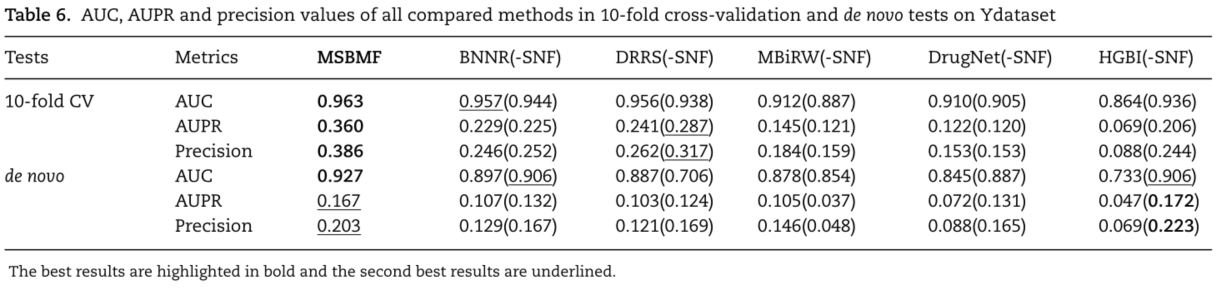 Table 6. AUC, AUPR and precision values of all compared methods in 10-fold cross-validation and de novo tests on Ydataset
Tests Metrics MSBMF BNNR(-SNF) DRRS(-SNF) MBiRW(-SNF) DrugNet(-SNF) HGBI(-SNF)
10-fold CV AUC 0.963 0.957(0.944) 0.956(0.938) 0.912(0.887) 0.910(0.905) 0.864(0.936)
AUPR 0.360 0.229(0.225) 0.241(0.287) 0.145(0.121) 0.122(0.120) 0.069(0.206)
Precision 0.386 0.246(0.252) 0.262(0.317) 0.184(0.159) 0.153(0.153) 0.088(0.244)
de novo AUC 0.927 0.897(0.906) 0.887(0.706) 0.878(0.854) 0.845(0.887) 0.733(0.906)
AUPR 0.167 0.107(0.132) 0.103(0.124) 0.105(0.037) 0.072(0.131) 0.047(0.172)
Precision 0.203 0.129(0.167) 0.121(0.169) 0.146(0.048) 0.088(0.165) 0.069(0.223)
The best results are highlighted in bold and the second best results are underlined.